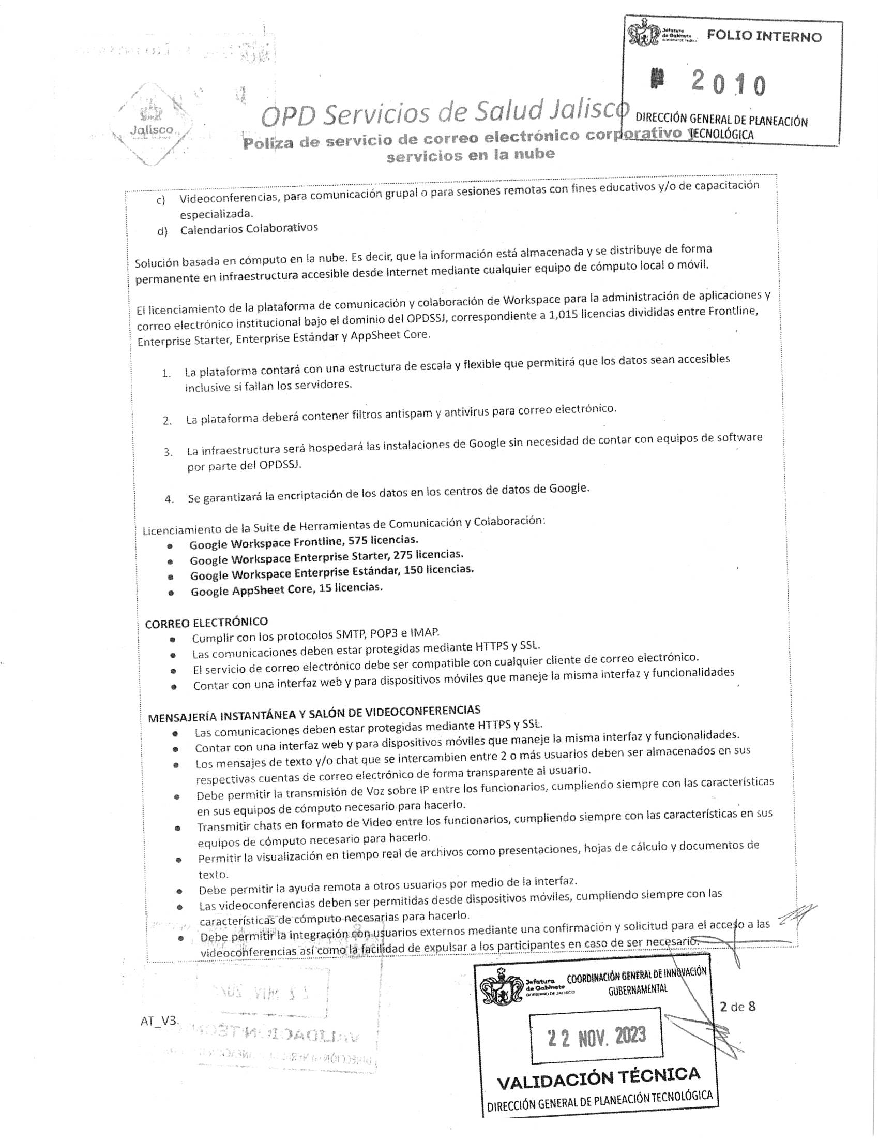 Jefatura
de Gabinete
FOLIO INTERNO
# 2010
DIRECCIÓN GENERAL DE PLANEACIÓN
TECNOLÓGICA
Jalisco
OPD Servicios de Salud Jalisco
Poliza de servicio de correo electrónico corporativo
servicios en la nube
c) Videoconferencias, para comunicación grupal o para sesiones remotas con fines educativos y/o de capacitación
especializada.
d) Calendarios Colaborativos
Solución basada en cómputo en la nube. Es decir, que la información está almacenada y se distribuye de forma
permanente en infraestructura accesible desde Internet mediante cualquier equipo de cómputo local o móvil.
El licenciamiento de la plataforma de comunicación y colaboración de Workspace para la administración de aplicaciones y
correo electrónico institucional bajo el dominio del OPDSSJ, correspondiente a 1,015 licencias divididas entre Frontline,
Enterprise Starter, Enterprise Estándar y AppSheet Core.
1. La plataforma contará con una estructura de escala y flexible que permitirá que los datos sean accesibles
inclusive si fallan los servidores.
2. La plataforma deberá contener filtros antispam y antivirus para correo electrónico.
3. La infraestructura será hospedará las instalaciones de Google sin necesidad de contar con equipos de software
por parte del OPDSSJ.
4. Se garantizará la encriptación de los datos en los centros de datos de Google.
Licenciamiento de la Suite de Herramientas de Comunicación y Colaboración:
● Google Workspace Frontline, 575 licencias.
● Google Workspace Enterprise Starter, 275 licencias.
● Google Workspace Enterprise Estándar, 150 licencias.
● Google AppSheet Core, 15 licencias.
CORREO ELECTRÓNICO
● Cumplir con los protocolos SMTP, POP3 e IMAP.
● Las comunicaciones deben estar protegidas mediante HTTPS y SSL.
● El servicio de correo electrónico debe ser compatible con cualquier cliente de correo electrónico.
● Contar con una interfaz web y para dispositivos móviles que maneje la misma interfaz y funcionalidades
MENSAJERÍA INSTANTÁNEA Y SALÓN DE VIDEOCONFERENCIAS
● Las comunicaciones deben estar protegidas mediante HTTPS y SSL.
● Contar con una interfaz web y para dispositivos móviles que maneje la misma interfaz y funcionalidades.
● Los mensajes de texto y/o chat que se intercambien entre 2 o más usuarios deben ser almacenados en sus
respectivas cuentas de correo electrónico de forma transparente al usuario.
● Debe permitir la transmisión de Voz sobre IP entre los funcionarios, cumpliendo siempre con las características
en sus equipos de cómputo necesario para hacerlo.
● Transmitir chats en formato de Video entre los funcionarios, cumpliendo siempre con las características en sus
equipos de cómputo necesario para hacerlo.
● Permitir la visualización en tiempo real de archivos como presentaciones, hojas de cálculo y documentos de
texto.
● Debe permitir la ayuda remota a otros usuarios por medio de la interfaz.
● Las videoconferencias deben ser permitidas desde dispositivos móviles, cumpliendo siempre con las
características de cómputo necesarias para hacerlo.
● Debe permitir la integración con usuarios externos mediante una confirmación y solicitud para el acceso a las
videoconferencias así como la facilidad de expulsar a los participantes en caso de ser necesario.
Jefatura
de Gabinete
COORDINACIÓN GENERAL DE INNOVACIÓN
GUBERNAMENTAL
22 NOV. 2023
VALIDACIÓN TÉCNICA
DIRECCIÓN GENERAL DE PLANEACIÓN TECNOLÓGICA
AT_V3.
2 de 8